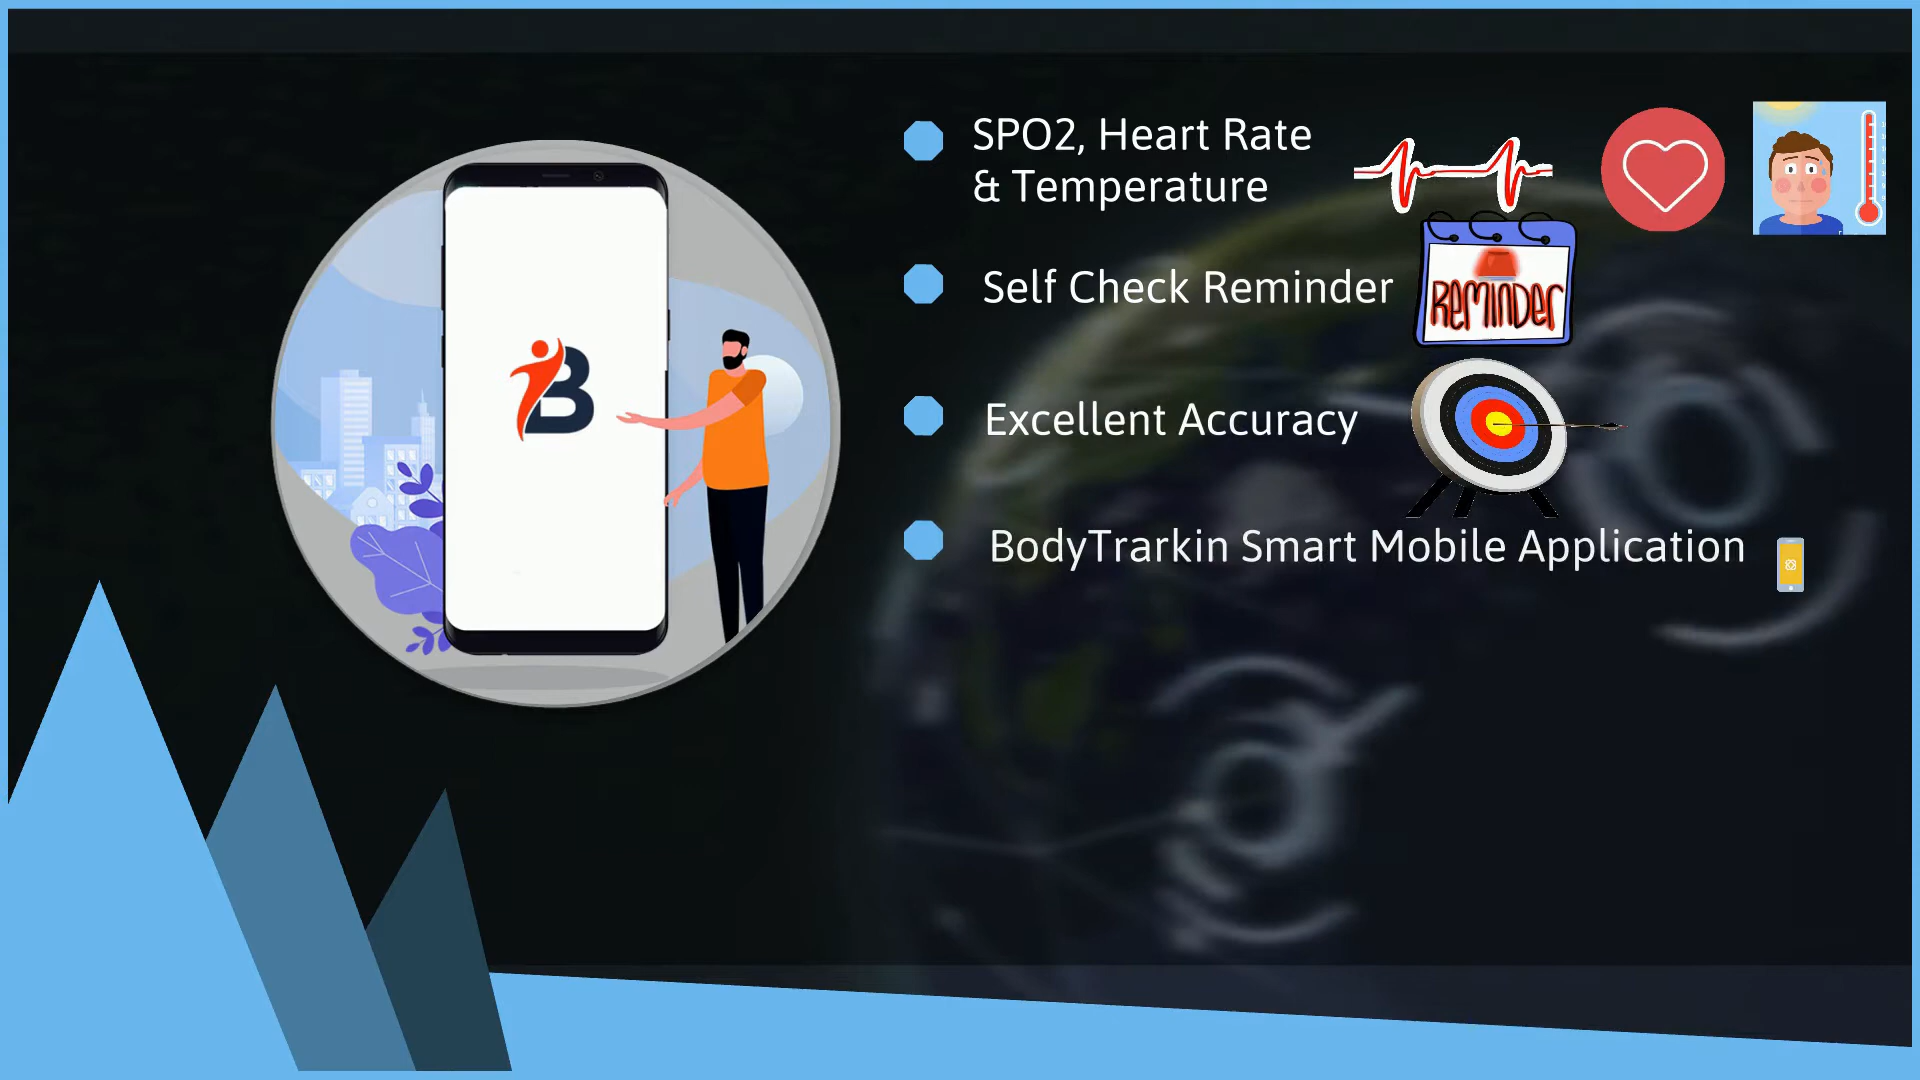 SPO2, Heart Rate
& Temperature
Self Check Reminder
REMINDER
Excellent Accuracy
BodyTrarkin Smart Mobile Application
B